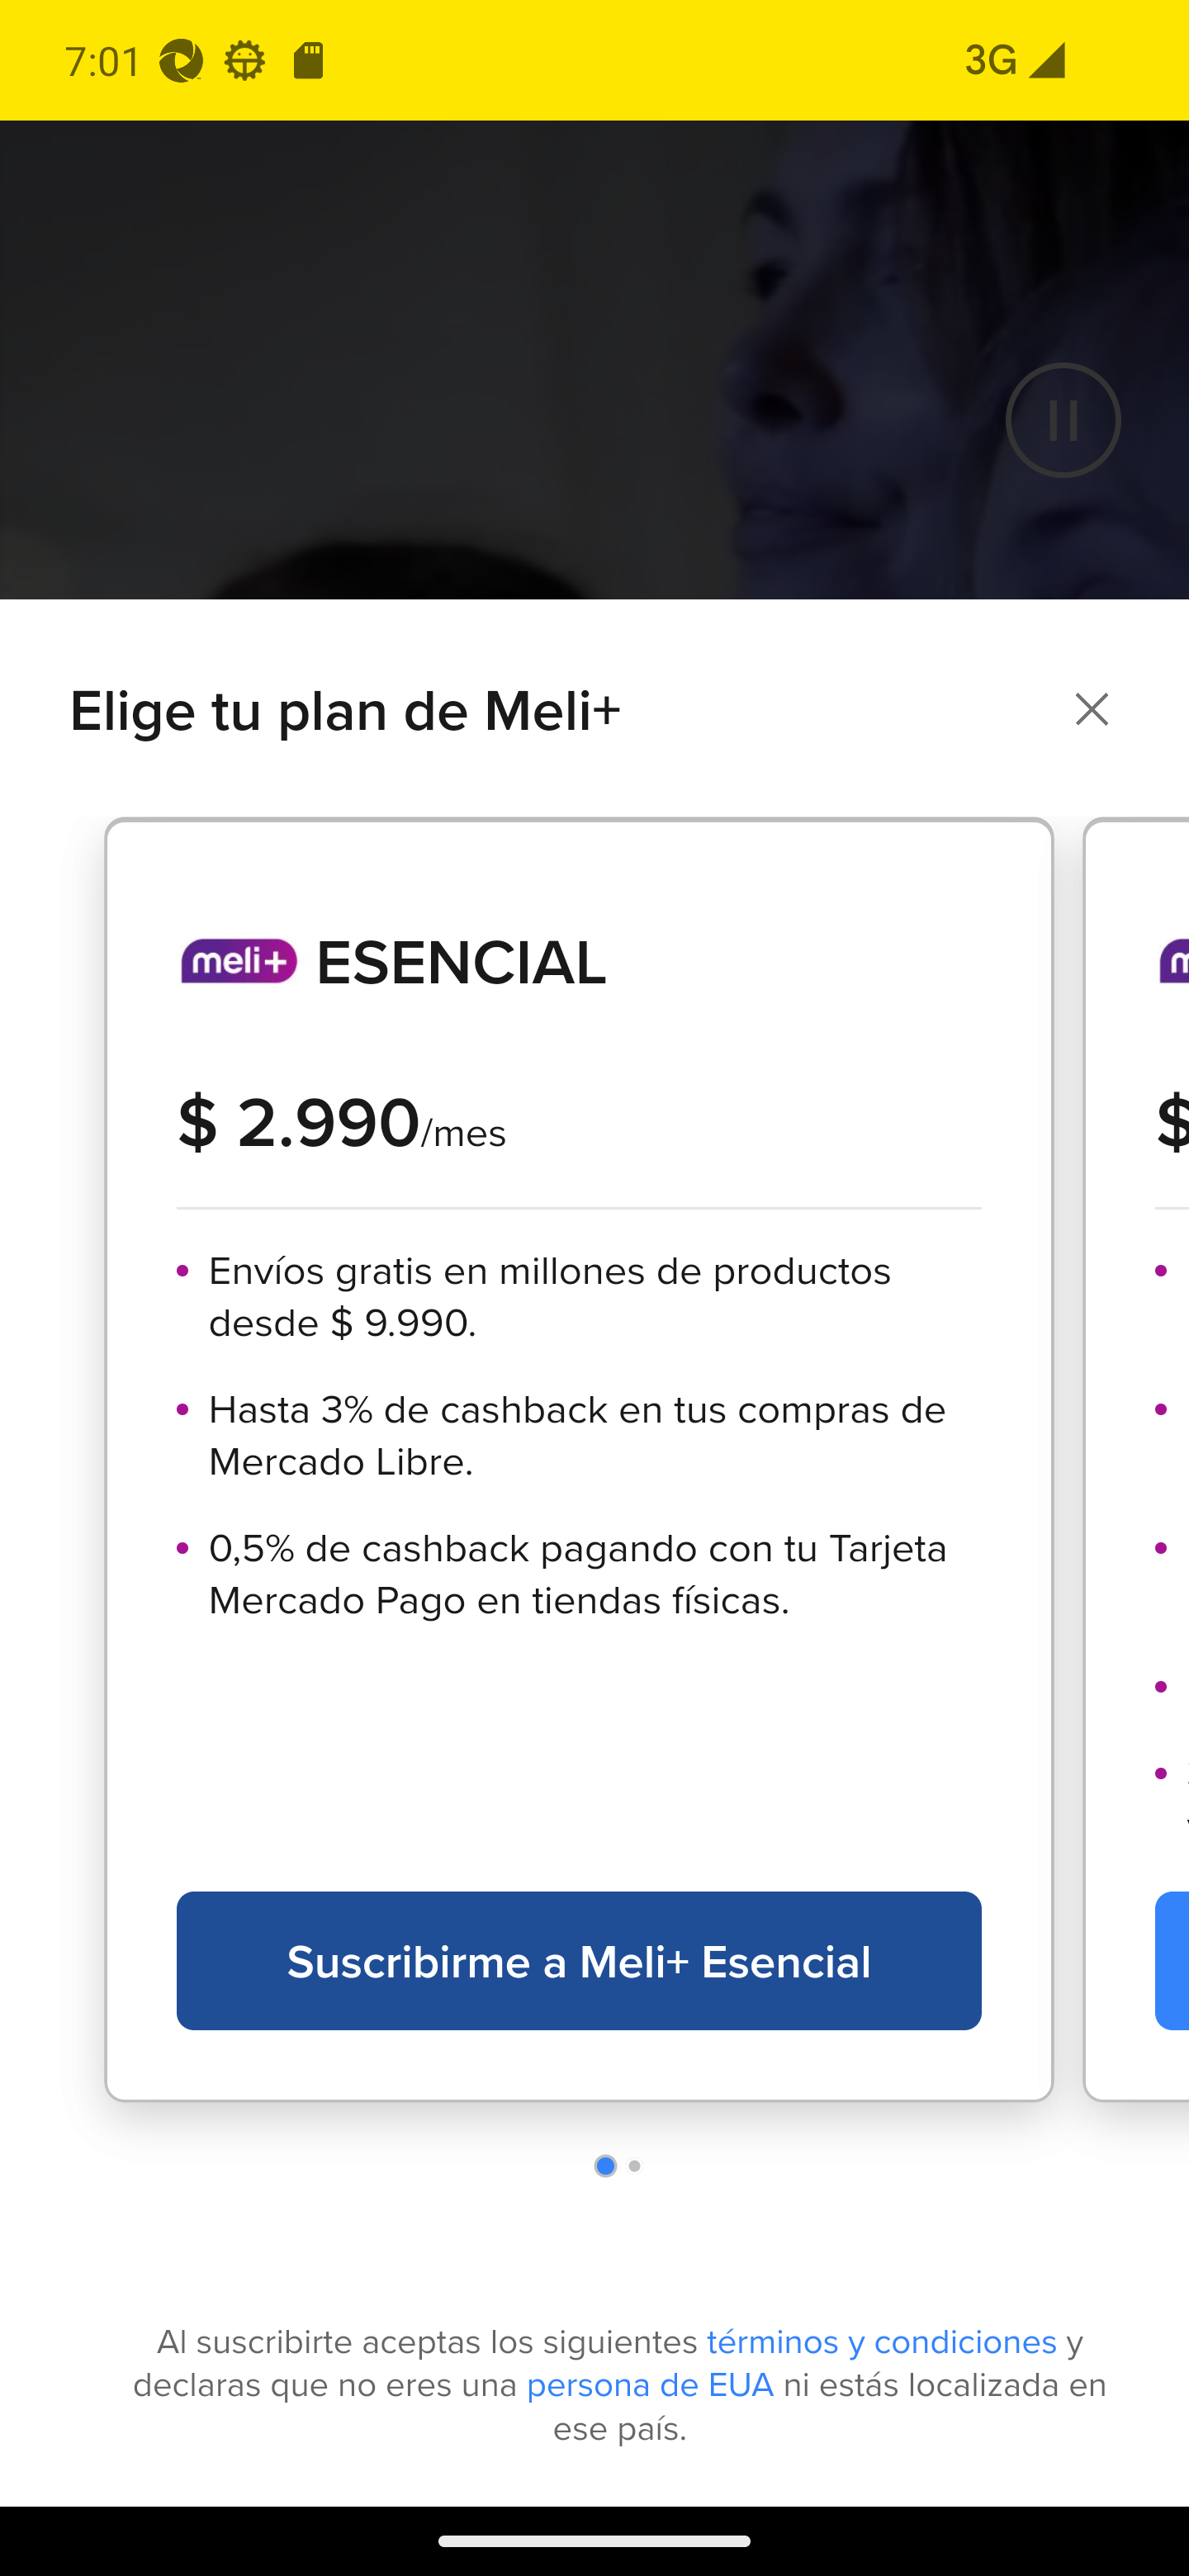 7:01
3G
Elige tu plan de Meli+
meli+ ESENCIAL
$ 2.990/mes
Envíos gratis en millones de productos
desde $ 9.990.
Hasta 3% de cashback en tus compras de
Mercado Libre.
0,5% de cashback pagando con tu Tarjeta
Mercado Pago en tiendas físicas.
Suscribirme a Meli+ Esencial
$
Al suscribirte aceptas los siguientes términos y condiciones y
declaras que no eres una persona de EUA ni estás localizada en
ese país.